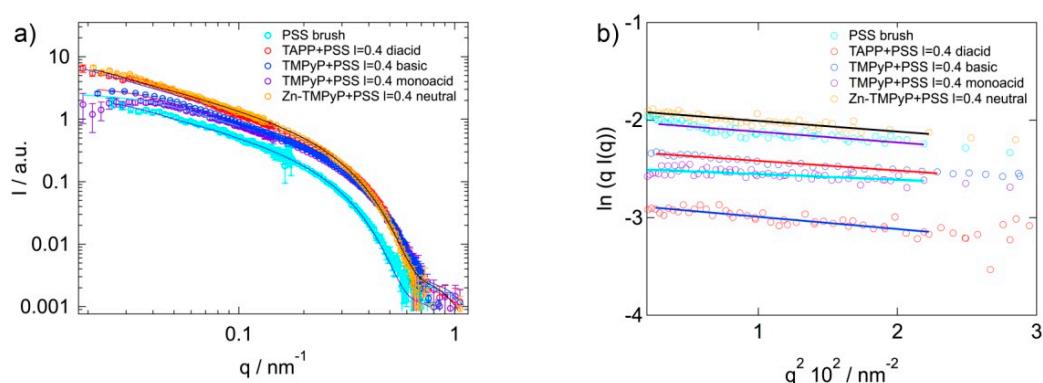 a)
10
1
0.1
0.01
0.001
I / a.u.
0.1
1
q / nm⁻¹
PSS brush
TAPP+PSS l=0.4 diacid
TMPyP+PSS l=0.4 basic
TMPyP+PSS l=0.4 monoacid
Zn-TMPyP+PSS l=0.4 neutral
b)
-1
-2
-3
-4
ln (q I(q))
1
2
3
q² 10² / nm⁻²
PSS brush
TAPP+PSS l=0.4 diacid
TMPyP+PSS l=0.4 basic
TMPyP+PSS l=0.4 monoacid
Zn-TMPyP+PSS l=0.4 neutral